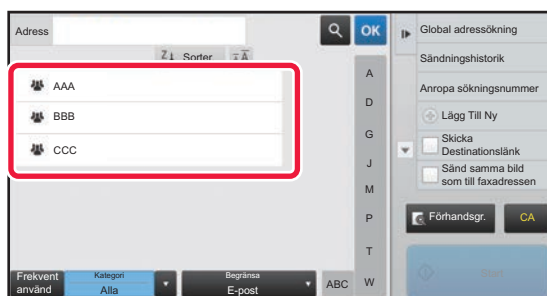 Adress
OK
Sorter
AAA
BBB
CCC
A
D
G
J
M
P
T
W
ABC
Frekvent
använd
Kategori
Alla
Begränsa
E-post
Global adressökning
Sändningshistorik
Anropa sökningsnummer
Lägg Till Ny
Skicka
Destinationslänk
Sänd samma bild
som till faxadressen
Förhandsgr.
CA
Start